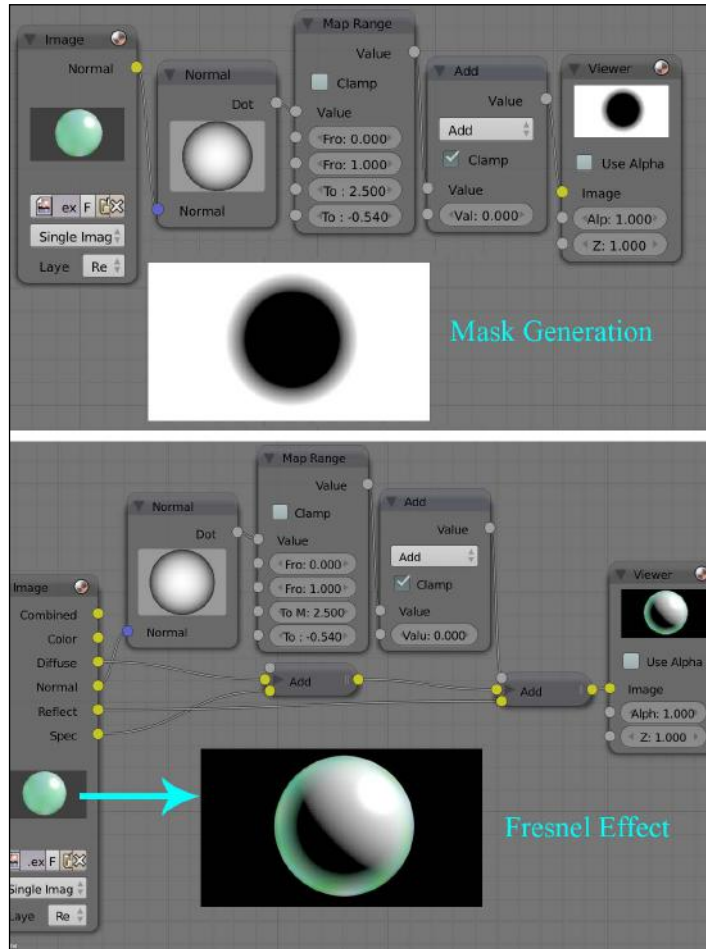 Map Range
Value
Clamp
Value
Fro: 0.000
Fro: 1.000
To : 2.500
To : -0.540
Image
Normal
ex F
Single Imag
Laye Re
Normal
Dot
Normal
Add
Value
Add
Clamp
Value
Val: 0.000
Viewer
Use Alpha
Image
Alp: 1.000
Z: 1.000
Mask Generation
Map Range
Value
Clamp
Value
Fro: 0.000
Fro: 1.000
To M: 2.500
To : -0.540
Normal
Dot
Normal
Add
Value
Add
Clamp
Value
Valu: 0.000
Image
Combined
Color
Diffuse
Normal
Reflect
Spec
.ex F
Single Imag
Laye Re
Add
Add
Viewer
Use Alpha
Image
Alph: 1.000
Z: 1.000
Fresnel Effect